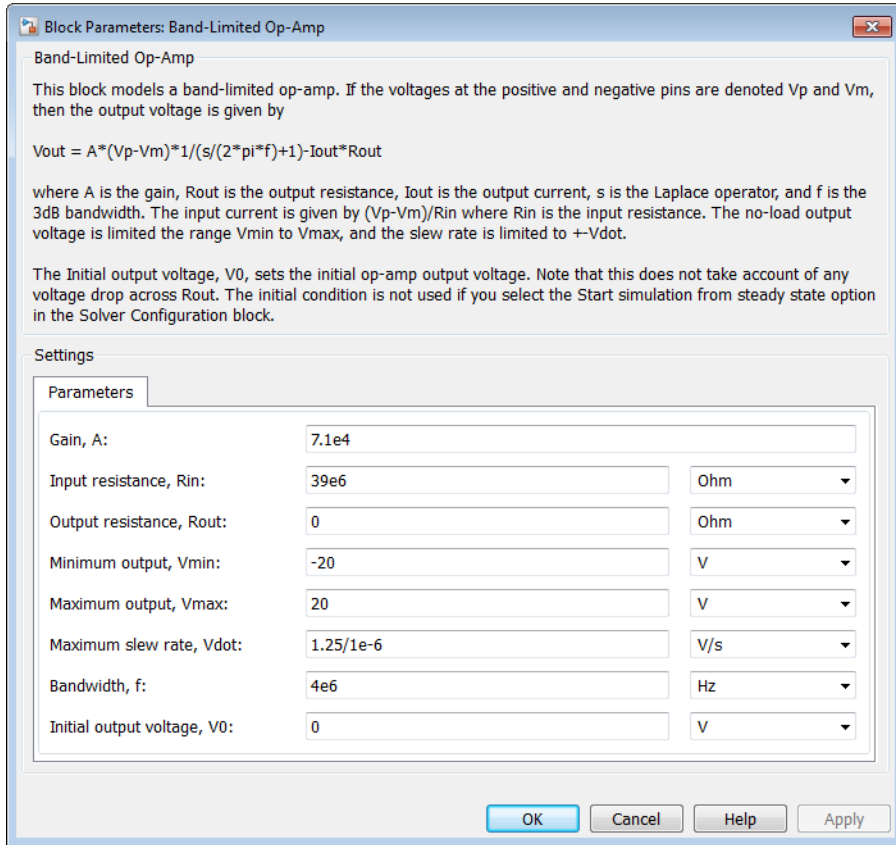 Block Parameters: Band-Limited Op-Amp
Band-Limited Op-Amp
This block models a band-limited op-amp. If the voltages at the positive and negative pins are denoted Vp and Vm,
then the output voltage is given by
Vout = A*(Vp-Vm)*1/(s/(2*pi*f)+1)-Iout*Rout
where A is the gain, Rout is the output resistance, Iout is the output current, s is the Laplace operator, and f is the
3dB bandwidth. The input current is given by (Vp-Vm)/Rin where Rin is the input resistance. The no-load output
voltage is limited the range Vmin to Vmax, and the slew rate is limited to +-Vdot.
The Initial output voltage, V0, sets the initial op-amp output voltage. Note that this does not take account of any
voltage drop across Rout. The initial condition is not used if you select the Start simulation from steady state option
in the Solver Configuration block.
Settings
Parameters
Gain, A: 7.1e4
Input resistance, Rin: 39e6 Ohm
Output resistance, Rout: 0 Ohm
Minimum output, Vmin: -20 V
Maximum output, Vmax: 20 V
Maximum slew rate, Vdot: 1.25/1e-6 V/s
Bandwidth, f: 4e6 Hz
Initial output voltage, V0: 0 V
OK Cancel Help Apply